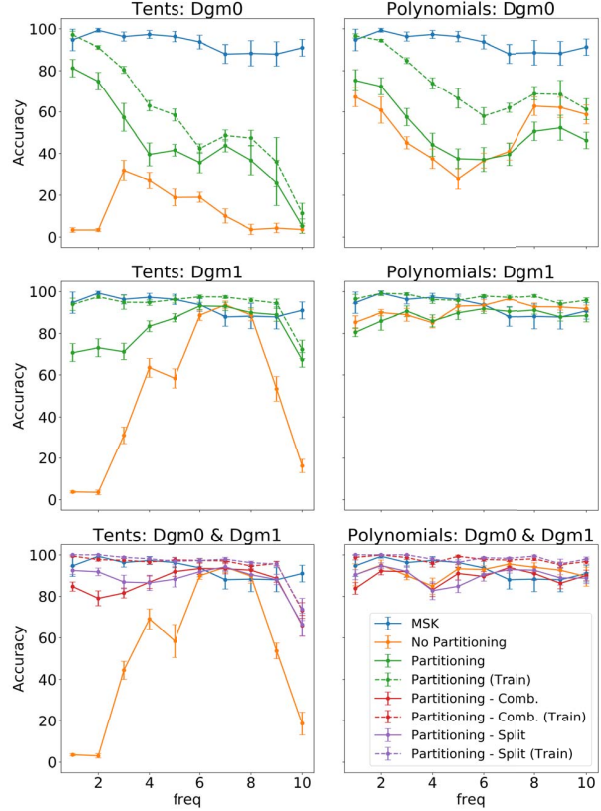 Tents: Dgm0
Polynomials: Dgm0
100
80
60
40
20
0
Accuracy
Tents: Dgm1
Polynomials: Dgm1
100
80
60
40
20
0
Accuracy
Tents: Dgm0 & Dgm1
Polynomials: Dgm0 & Dgm1
100
80
60
40
20
0
Accuracy
MSK
No Partitioning
Partitioning
Partitioning (Train)
Partitioning - Comb.
Partitioning - Comb. (Train)
Partitioning - Spit
Partitioning - Spit (Train)
2 4 6 8 10
freq
2 4 6 8 10
freq